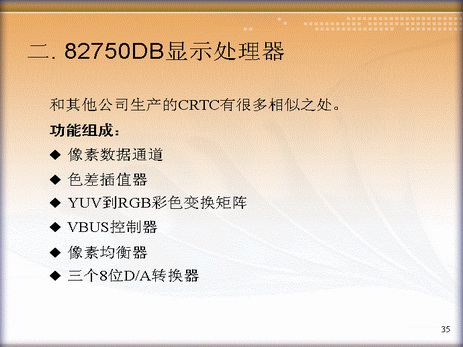 二. 82750DB显示处理器
和其他公司生产的CRTC有很多相似之处。
功能组成：
◆ 像素数据通道
◆ 色差插值器
◆ YUV到RGB彩色变换矩阵
◆ VBUS控制器
◆ 像素均衡器
◆ 三个8位D/A转换器
35